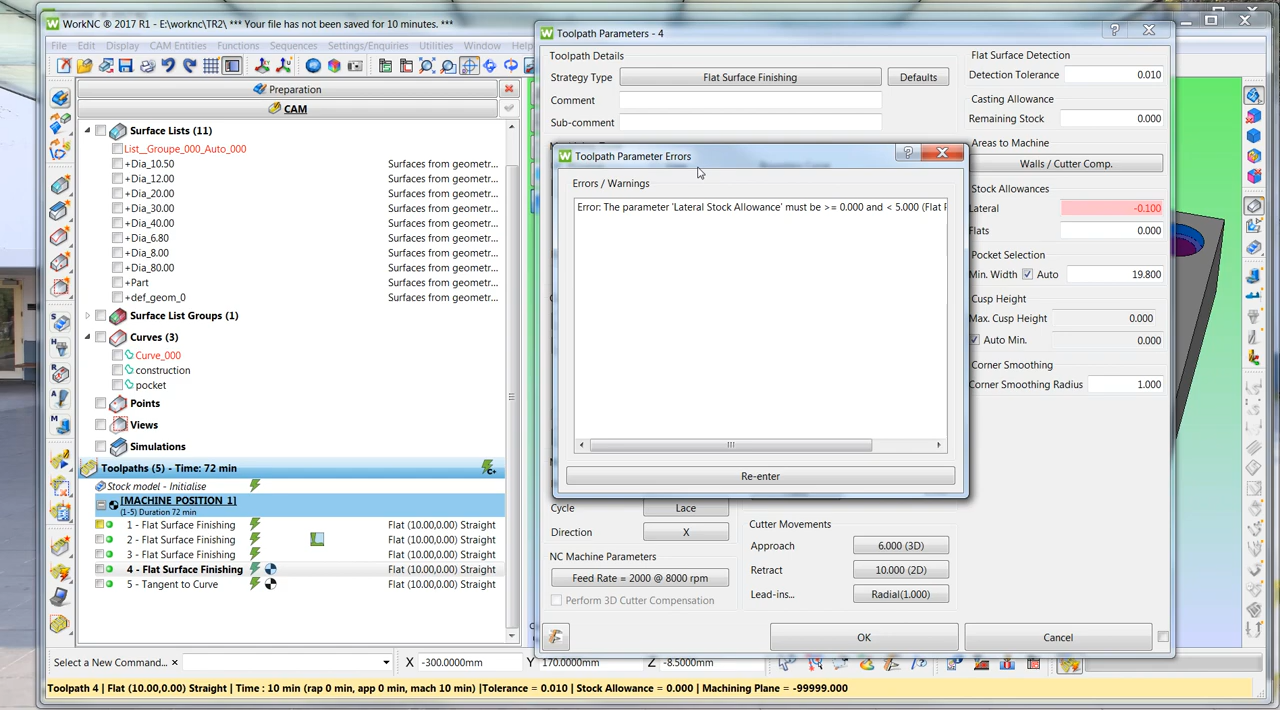 WorkNC ® 2017 R1 - E:\worknc\TR2\ *** Your file has not been saved for 10 minutes. ***
File Edit Display CAM Entities Functions Sequences Settings/Enquiries Utilities Window Help
Preparation
CAM
Surface Lists (11)
List__Groupe_000_Auto_000
+Dia_10.50 Surfaces from geometr...
+Dia_12.00 Surfaces from geometr...
+Dia_20.00 Surfaces from geometr...
+Dia_30.00 Surfaces from geometr...
+Dia_40.00 Surfaces from geometr...
+Dia_6.80 Surfaces from geometr...
+Dia_8.00 Surfaces from geometr...
+Dia_80.00 Surfaces from geometr...
+Part Surfaces from geometr...
+def_geom_0 Surfaces from geometr...
Surface List Groups (1)
Curves (3)
Curve_000
construction
pocket
Points
Views
Simulations
Toolpaths (5) - Time: 72 min
Stock model - Initialise
[MACHINE POSITION 1]
(1-5) Duration 72 min
1 - Flat Surface Finishing Flat (10.00,0.00) Straight
2 - Flat Surface Finishing Flat (10.00,0.00) Straight
3 - Flat Surface Finishing Flat (10.00,0.00) Straight
4 - Flat Surface Finishing Flat (10.00,0.00) Straight
5 - Tangent to Curve Flat (10.00,0.00) Straight
Toolpath Parameters - 4
Toolpath Details
Strategy Type Flat Surface Finishing Defaults
Comment
Sub-comment
Toolpath Parameter Errors
Errors / Warnings
Error: The parameter 'Lateral Stock Allowance' must be >= 0.000 and < 5.000 (Flat
Re-enter
Cycle Lace
Direction X
NC Machine Parameters
Feed Rate = 2000 @ 8000 rpm
Perform 3D Cutter Compensation
Cutter Movements
Approach 6.000 (3D)
Retract 10.000 (2D)
Lead-ins... Radial(1.000)
OK Cancel
Flat Surface Detection
Detection Tolerance 0.010
Casting Allowance
Remaining Stock 0.000
Areas to Machine
Walls / Cutter Comp.
Stock Allowances
Lateral -0.100
Flats 0.000
Pocket Selection
Min. Width Auto 19.800
Cusp Height
Max. Cusp Height 0.000
Auto Min. 0.000
Corner Smoothing
Corner Smoothing Radius 1.000
Select a New Command... X -300.0000mm Y 170.0000mm Z -8.5000mm
Toolpath 4 | Flat (10.00,0.00) Straight | Time : 10 min (rap 0 min, app 0 min, mach 10 min) |Tolerance = 0.010 | Stock Allowance = 0.000 | Machining Plane = -99999.000